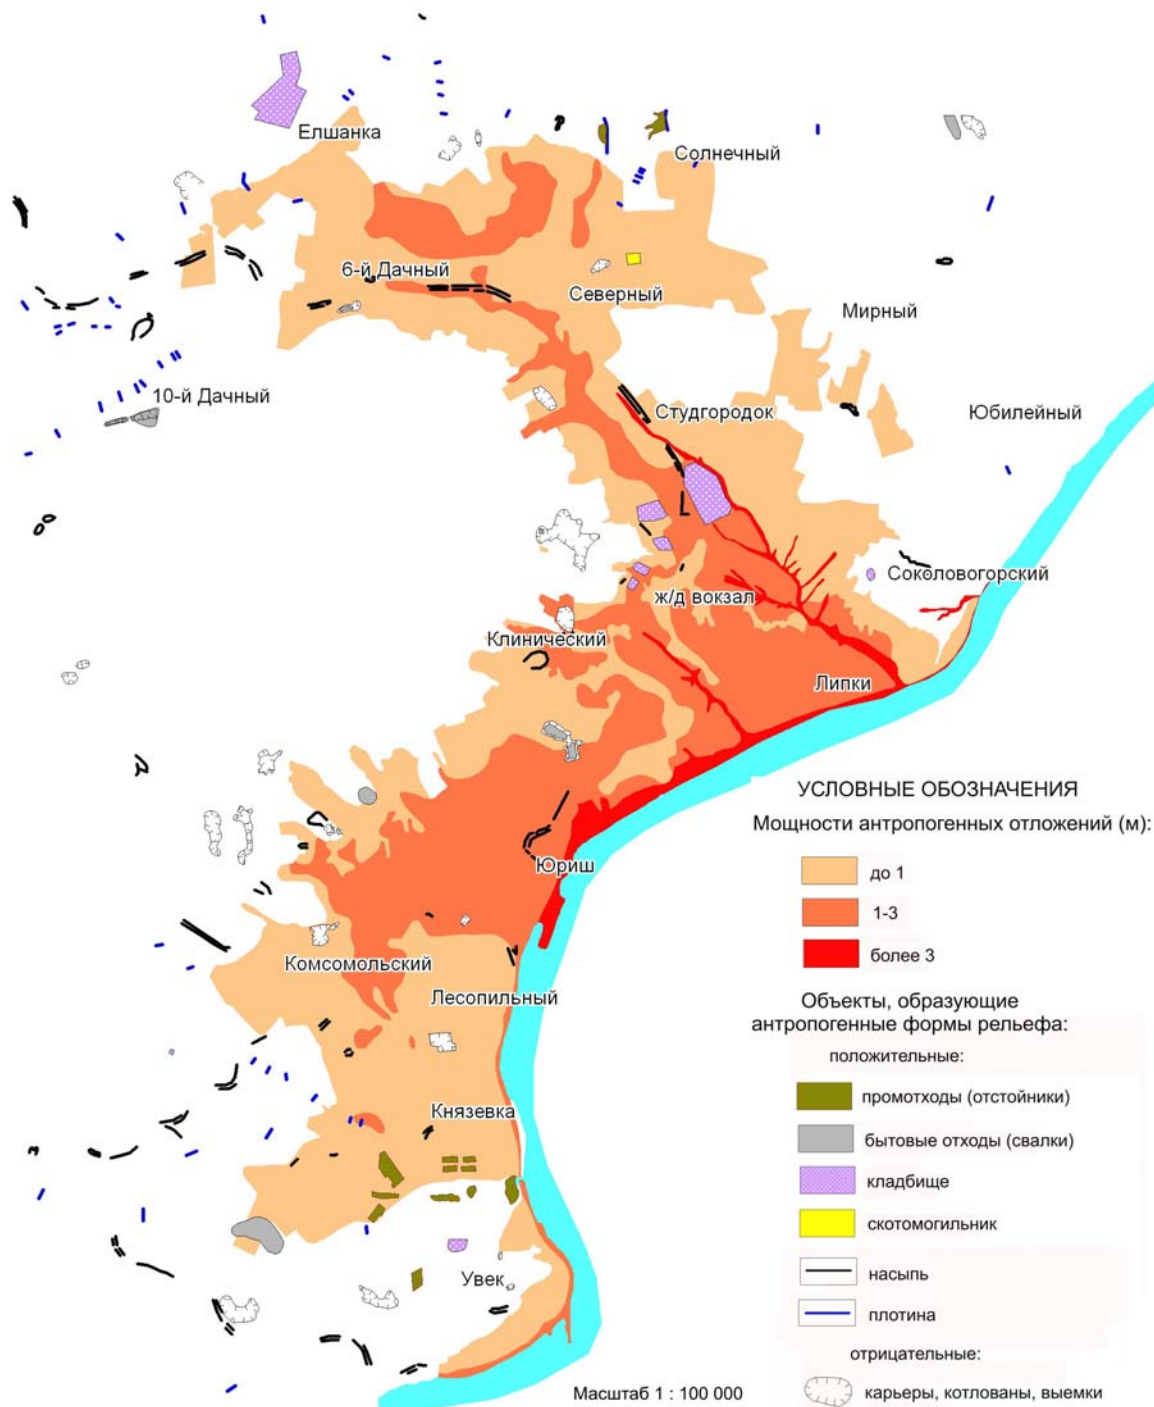 Елшанка
Солнечный
6-й Дачный
Северный
Мирный
10-й Дачный
Студгородок
Юбилейный
Соколовогорский
ж/д вокзал
Клинический
Липки
Юриш
Комсомольский
Лесопильный
Князевка
Увек
Масштаб 1 : 100 000
УСЛОВНЫЕ ОБОЗНАЧЕНИЯ
Мощности антропогенных отложений (м):
до 1
1-3
более 3
Объекты, образующие
антропогенные формы рельефа:
положительные:
промотходы (отстойники)
бытовые отходы (свалки)
кладбище
скотомогильник
насыпь
плотина
отрицательные:
карьеры, котлованы, выемки